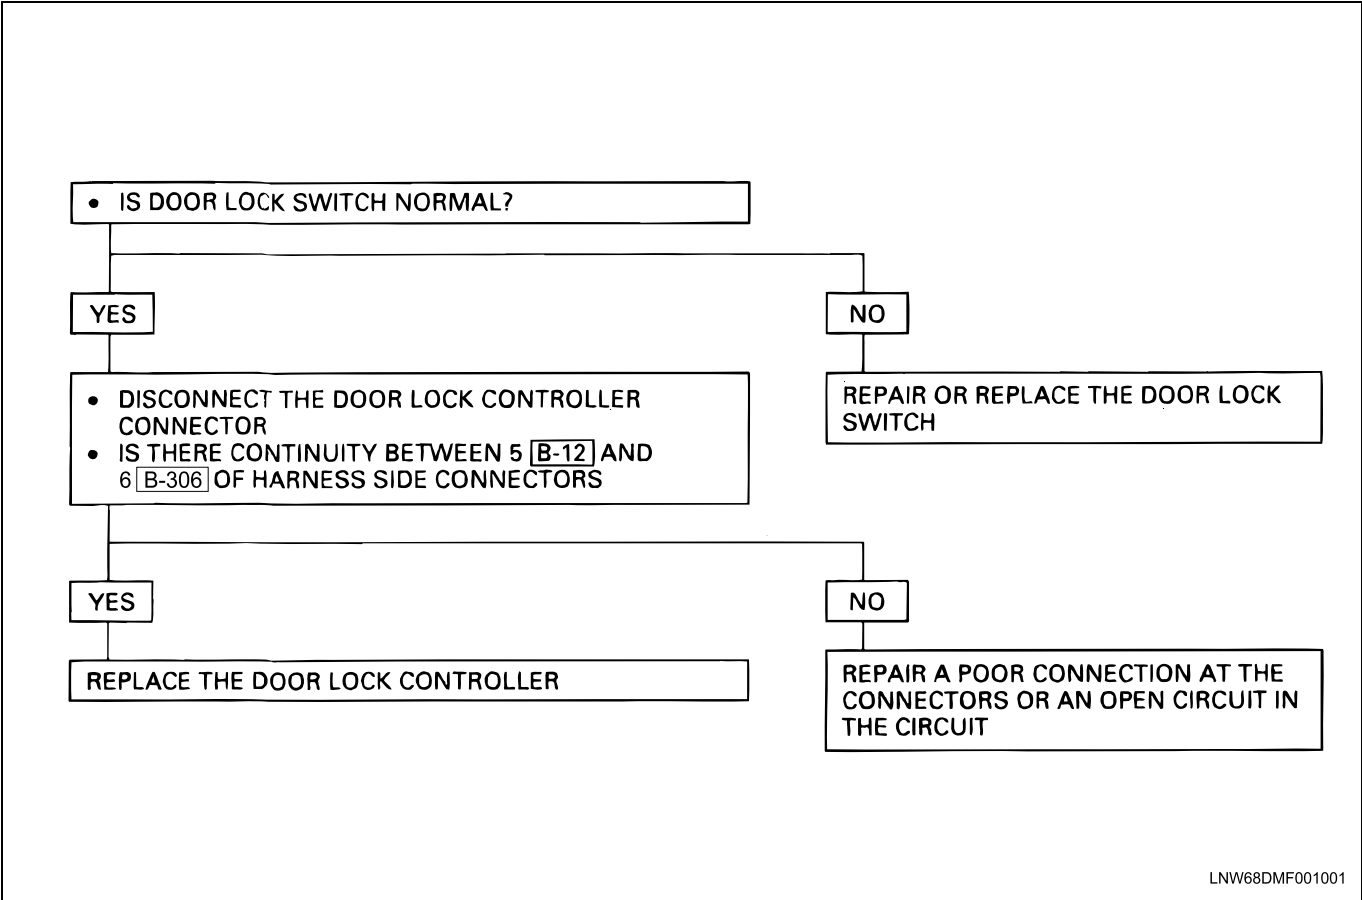 • IS DOOR LOCK SWITCH NORMAL?
YES
NO
• DISCONNECT THE DOOR LOCK CONTROLLER
CONNECTOR
• IS THERE CONTINUITY BETWEEN 5 B-12 AND
6 B-306 OF HARNESS SIDE CONNECTORS
REPAIR OR REPLACE THE DOOR LOCK
SWITCH
YES
NO
REPLACE THE DOOR LOCK CONTROLLER
REPAIR A POOR CONNECTION AT THE
CONNECTORS OR AN OPEN CIRCUIT IN
THE CIRCUIT
LNW68DMF001001